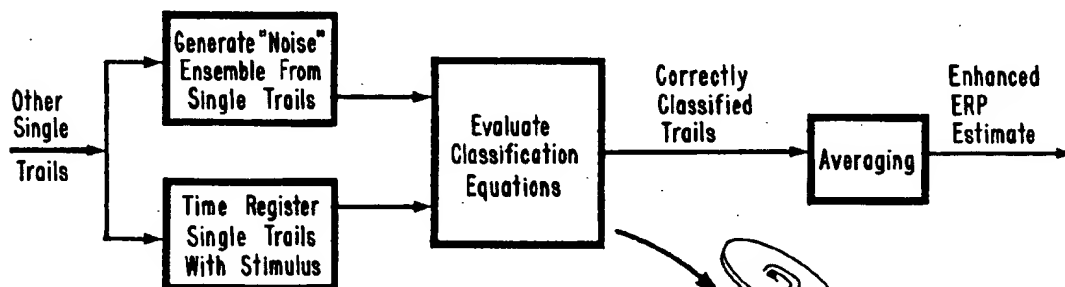 Other
Single
Trails
Generate "Noise"
Ensemble From
Single Trails
Time Register
Single Trails
With Stimulus
Evaluate
Classification
Equations
Correctly
Classified
Trails
Averaging
Enhanced
ERP
Estimate